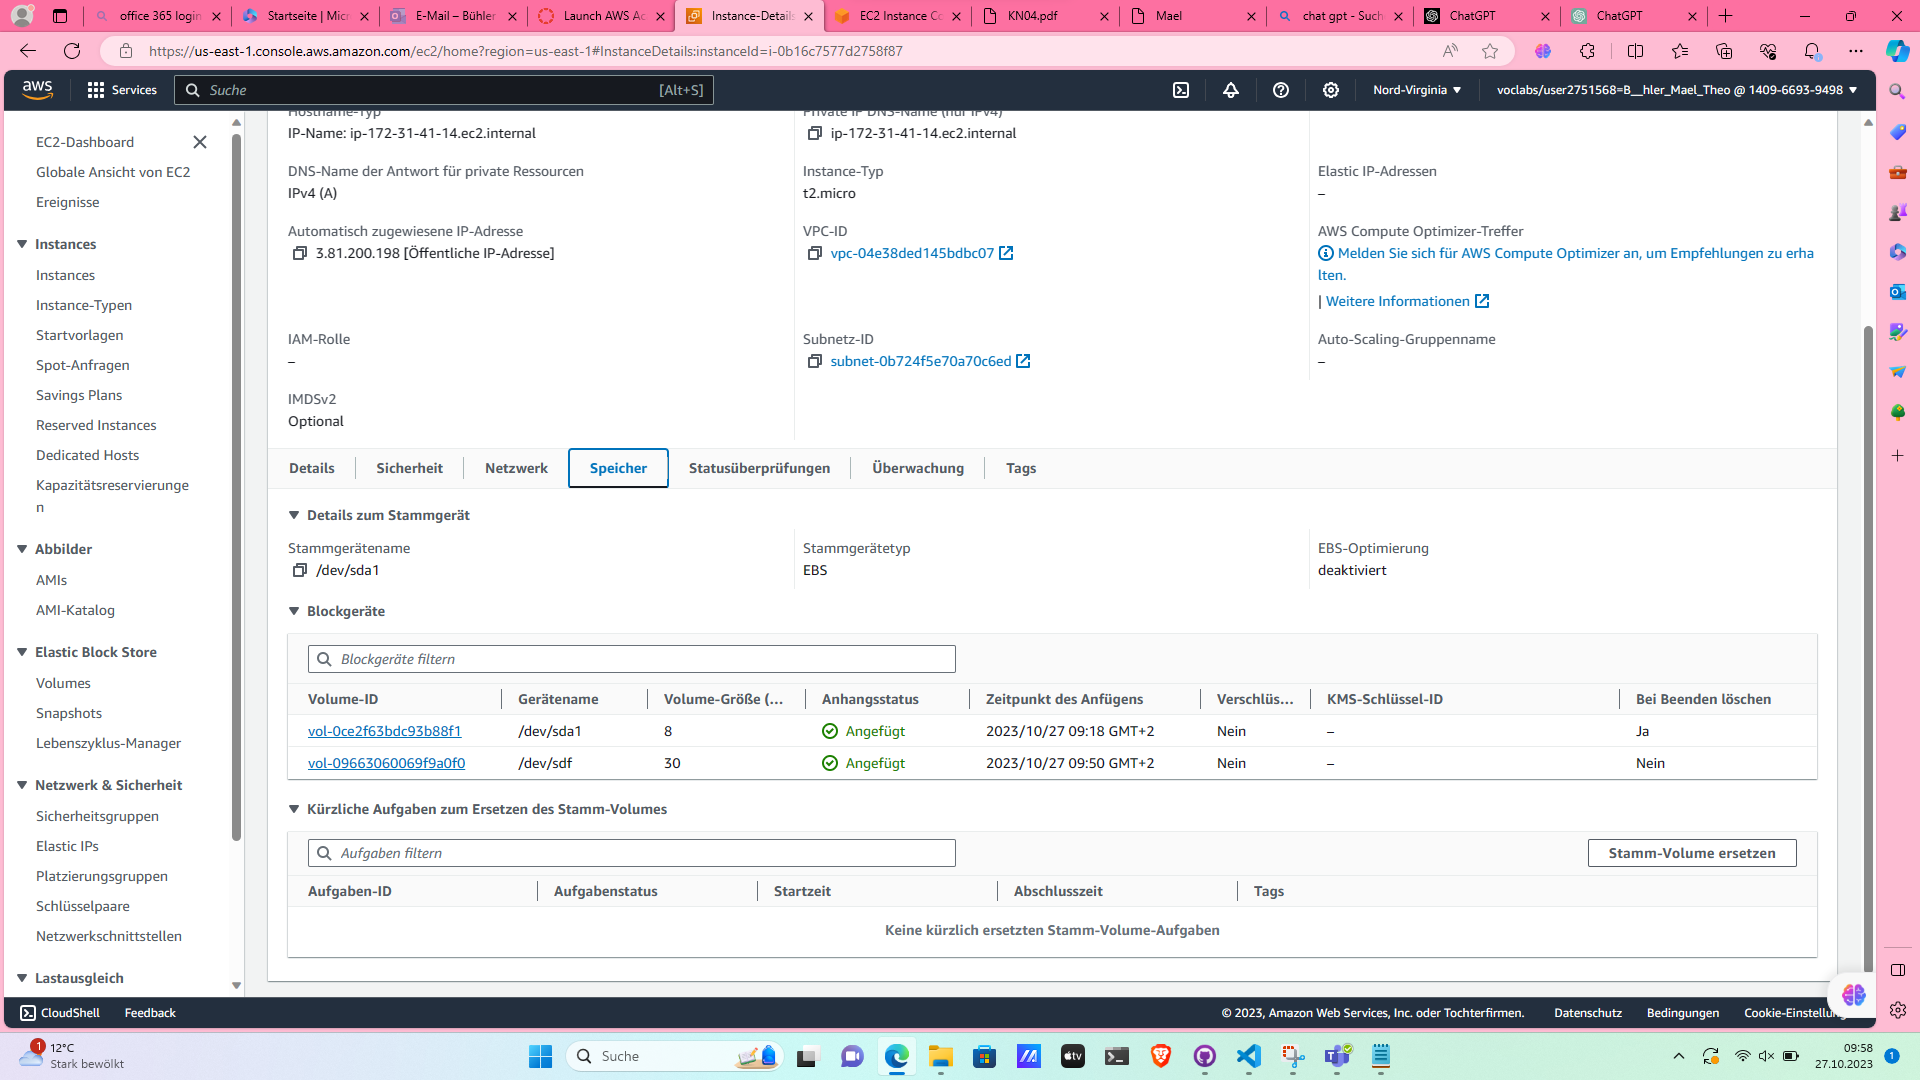 office 365 login
Startseite | Micr
E-Mail – Bühler
Launch AWS Ac
Instance-Details
EC2 Instance Co
KN04.pdf
Mael
chat gpt - Such
ChatGPT
ChatGPT
https://us-east-1.console.aws.amazon.com/ec2/home?region=us-east-1#InstanceDetails:instanceId=i-0b16c7577d2758f87
aws
Services
Suche
[Alt+S]
Nord-Virginia
voclabs/user2751568=B__hler_Mael_Theo @ 1409-6693-9498
EC2-Dashboard
Globale Ansicht von EC2
Ereignisse
Instances
Instances
Instance-Typen
Startvorlagen
Spot-Anfragen
Savings Plans
Reserved Instances
Dedicated Hosts
Kapazitätsreservierunge
n
Abbilder
AMIs
AMI-Katalog
Elastic Block Store
Volumes
Snapshots
Lebenszyklus-Manager
Netzwerk & Sicherheit
Sicherheitsgruppen
Elastic IPs
Platzierungsgruppen
Schlüsselpaare
Netzwerkschnittstellen
Lastausgleich
Hostname-Typ
IP-Name: ip-172-31-41-14.ec2.internal
Private IP DNS-Name (nur IPv4)
ip-172-31-41-14.ec2.internal
DNS-Name der Antwort für private Ressourcen
IPv4 (A)
Instance-Typ
t2.micro
Elastic IP-Adressen
–
Automatisch zugewiesene IP-Adresse
3.81.200.198 [Öffentliche IP-Adresse]
VPC-ID
vpc-04e38ded145bdbc07
AWS Compute Optimizer-Treffer
Melden Sie sich für AWS Compute Optimizer an, um Empfehlungen zu erha
lten.
| Weitere Informationen
IAM-Rolle
–
Subnetz-ID
subnet-0b724f5e70a70c6ed
Auto-Scaling-Gruppenname
–
IMDSv2
Optional
Details
Sicherheit
Netzwerk
Speicher
Statusüberprüfungen
Überwachung
Tags
Details zum Stammgerät
Stammgerätename
/dev/sda1
Stammgerätetyp
EBS
EBS-Optimierung
deaktiviert
Blockgeräte
Blockgeräte filtern
Volume-ID Gerätename Volume-Größe (... Anhangsstatus Zeitpunkt des Anfügens Verschlüs... KMS-Schlüssel-ID Bei Beenden löschen
vol-0ce2f63bdc93b88f1 /dev/sda1 8 Angefügt 2023/10/27 09:18 GMT+2 Nein – Ja
vol-09663060069f9a0f0 /dev/sdf 30 Angefügt 2023/10/27 09:50 GMT+2 Nein – Nein
Kürzliche Aufgaben zum Ersetzen des Stamm-Volumes
Aufgaben filtern
Stamm-Volume ersetzen
Aufgaben-ID Aufgabenstatus Startzeit Abschlusszeit Tags
Keine kürzlich ersetzten Stamm-Volume-Aufgaben
CloudShell
Feedback
© 2023, Amazon Web Services, Inc. oder Tochterfirmen.
Datenschutz
Bedingungen
Cookie-Einstellung
1
12°C
Stark bewölkt
Suche
tv
09:58
27.10.2023
1